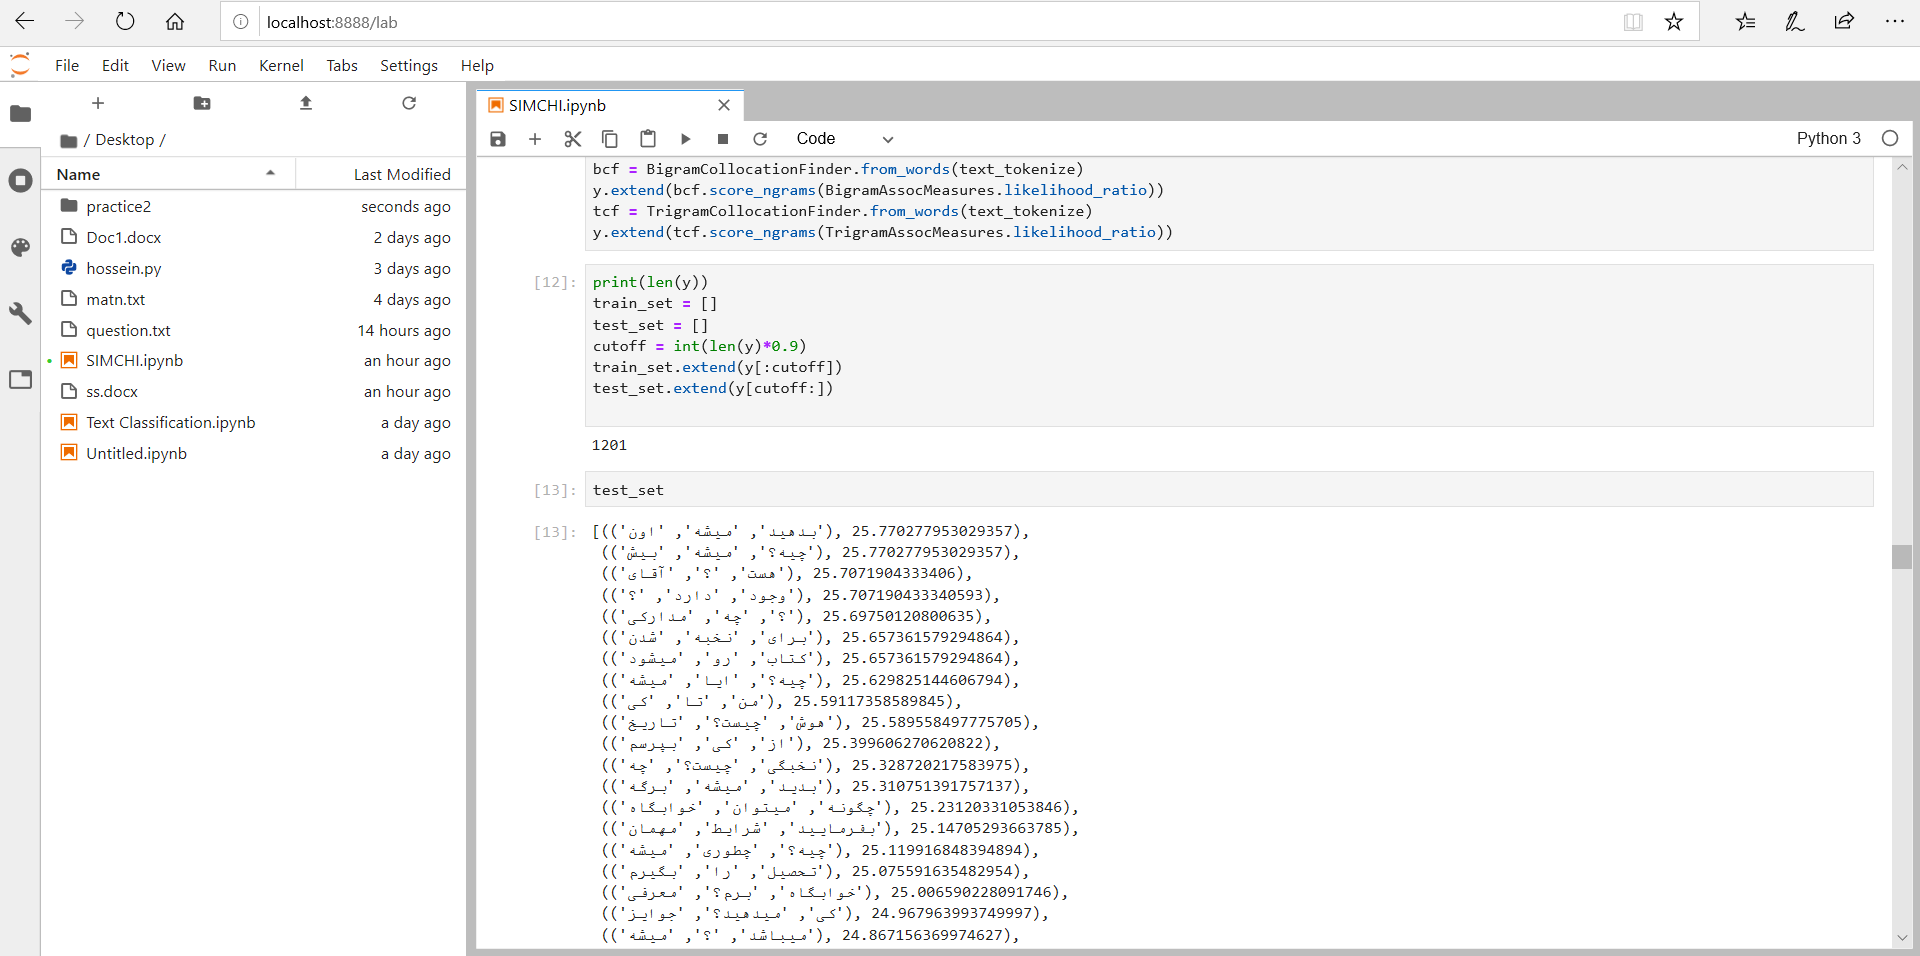 localhost:8888/lab
File Edit View Run Kernel Tabs Settings Help
/ Desktop /
Name Last Modified
practice2 seconds ago
Doc1.docx 2 days ago
hossein.py 3 days ago
matn.txt 4 days ago
question.txt 14 hours ago
SIMCHI.ipynb an hour ago
ss.docx an hour ago
Text Classification.ipynb a day ago
Untitled.ipynb a day ago
SIMCHI.ipynb
Code Python 3
bcf = BigramCollocationFinder.from_words(text_tokenize)
y.extend(bcf.score_ngrams(BigramAssocMeasures.likelihood_ratio))
tcf = TrigramCollocationFinder.from_words(text_tokenize)
y.extend(tcf.score_ngrams(TrigramAssocMeasures.likelihood_ratio))
[12]: print(len(y))
train_set = []
test_set = []
cutoff = int(len(y)*0.9)
train_set.extend(y[:cutoff])
test_set.extend(y[cutoff:])
1201
[13]: test_set
[13]: [(('بدهید', 'میشه', 'اون'), 25.770277953029357),
(('چیه؟', 'میشه', 'بیش'), 25.770277953029357),
(('هست', '؟', 'آقای'), 25.7071904333406),
(('وجود', 'دارد', '؟'), 25.707190433340593),
(('؟', 'چه', 'مدارکی'), 25.69750120800635),
(('برای', 'نخبه', 'شدن'), 25.657361579294864),
(('کتاب', 'رو', 'میشود'), 25.657361579294864),
(('چیه؟', 'ایا', 'میشه'), 25.629825144606794),
(('من', 'تا', 'کی'), 25.59117358589845),
(('هوش', 'چیست؟', 'تاریخ'), 25.589558497775705),
(('از', 'کی', 'بپرسم'), 25.399606270620822),
(('نخبگی', 'چیست؟', 'چه'), 25.328720217583975),
(('بدید', 'میشه', 'برگه'), 25.310751391757137),
(('چگونه', 'میتوان', 'خوابگاه'), 25.23120331053846),
(('بفرمایید', 'شرایط', 'مهمان'), 25.14705293663785),
(('چیه؟', 'چطوری', 'میشه'), 25.119916848394894),
(('تحصیل', 'را', 'بگیرم'), 25.075591635482954),
(('خوابگاه', 'برم؟', 'معرفی'), 25.006590228091746),
(('کی', 'میدهید؟', 'جوایز'), 24.967963993749997),
(('میباشد', '؟', 'میشه'), 24.867156369974627),